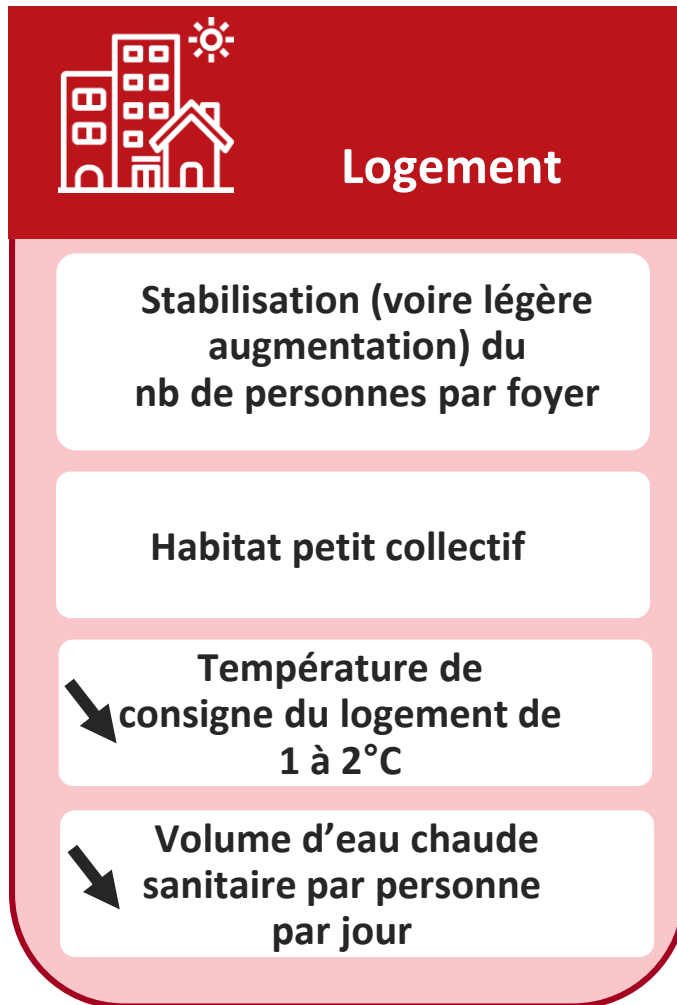 Logement
Stabilisation (voire légère
augmentation) du
nb de personnes par foyer
Habitat petit collectif
Température de
consigne du logement de
1 à 2°C
Volume d’eau chaude
sanitaire par personne
par jour